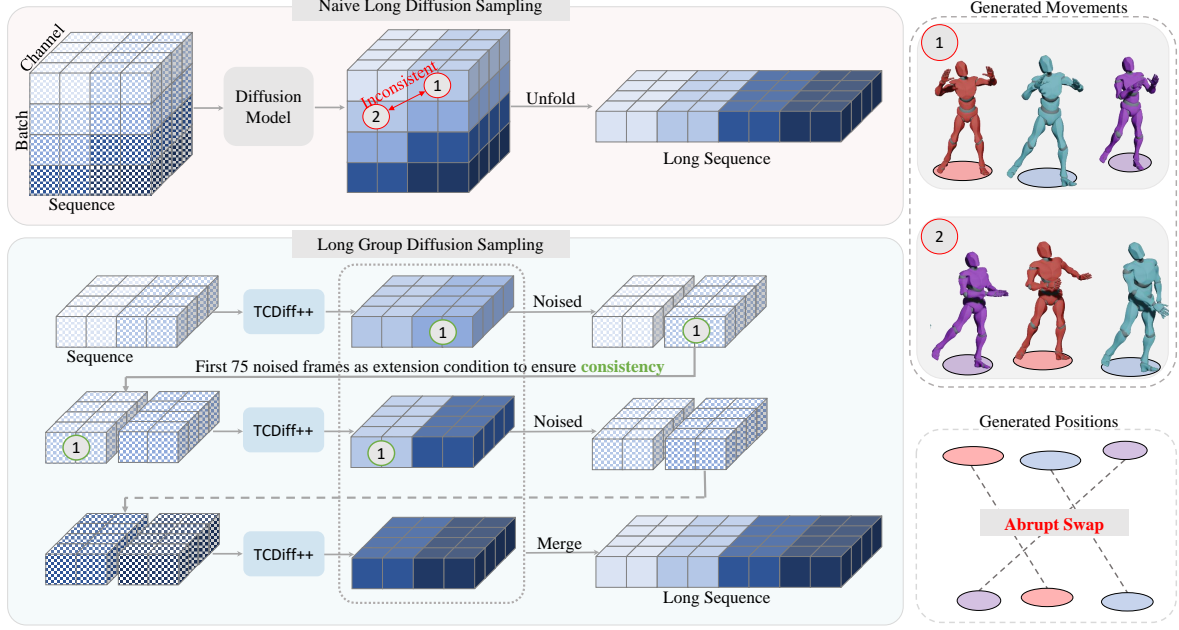 Naive Long Diffusion Sampling
Channel
Batch
Sequence
Diffusion
Model
Inconsistent
1
2
Unfold
Long Sequence
Long Group Diffusion Sampling
Sequence
TCDiff++
1
Noised
1
First 75 noised frames as extension condition to ensure consistency
1
TCDiff++
1
Noised
TCDiff++
Merge
Long Sequence
Generated Movements
1
2
Generated Positions
Abrupt Swap